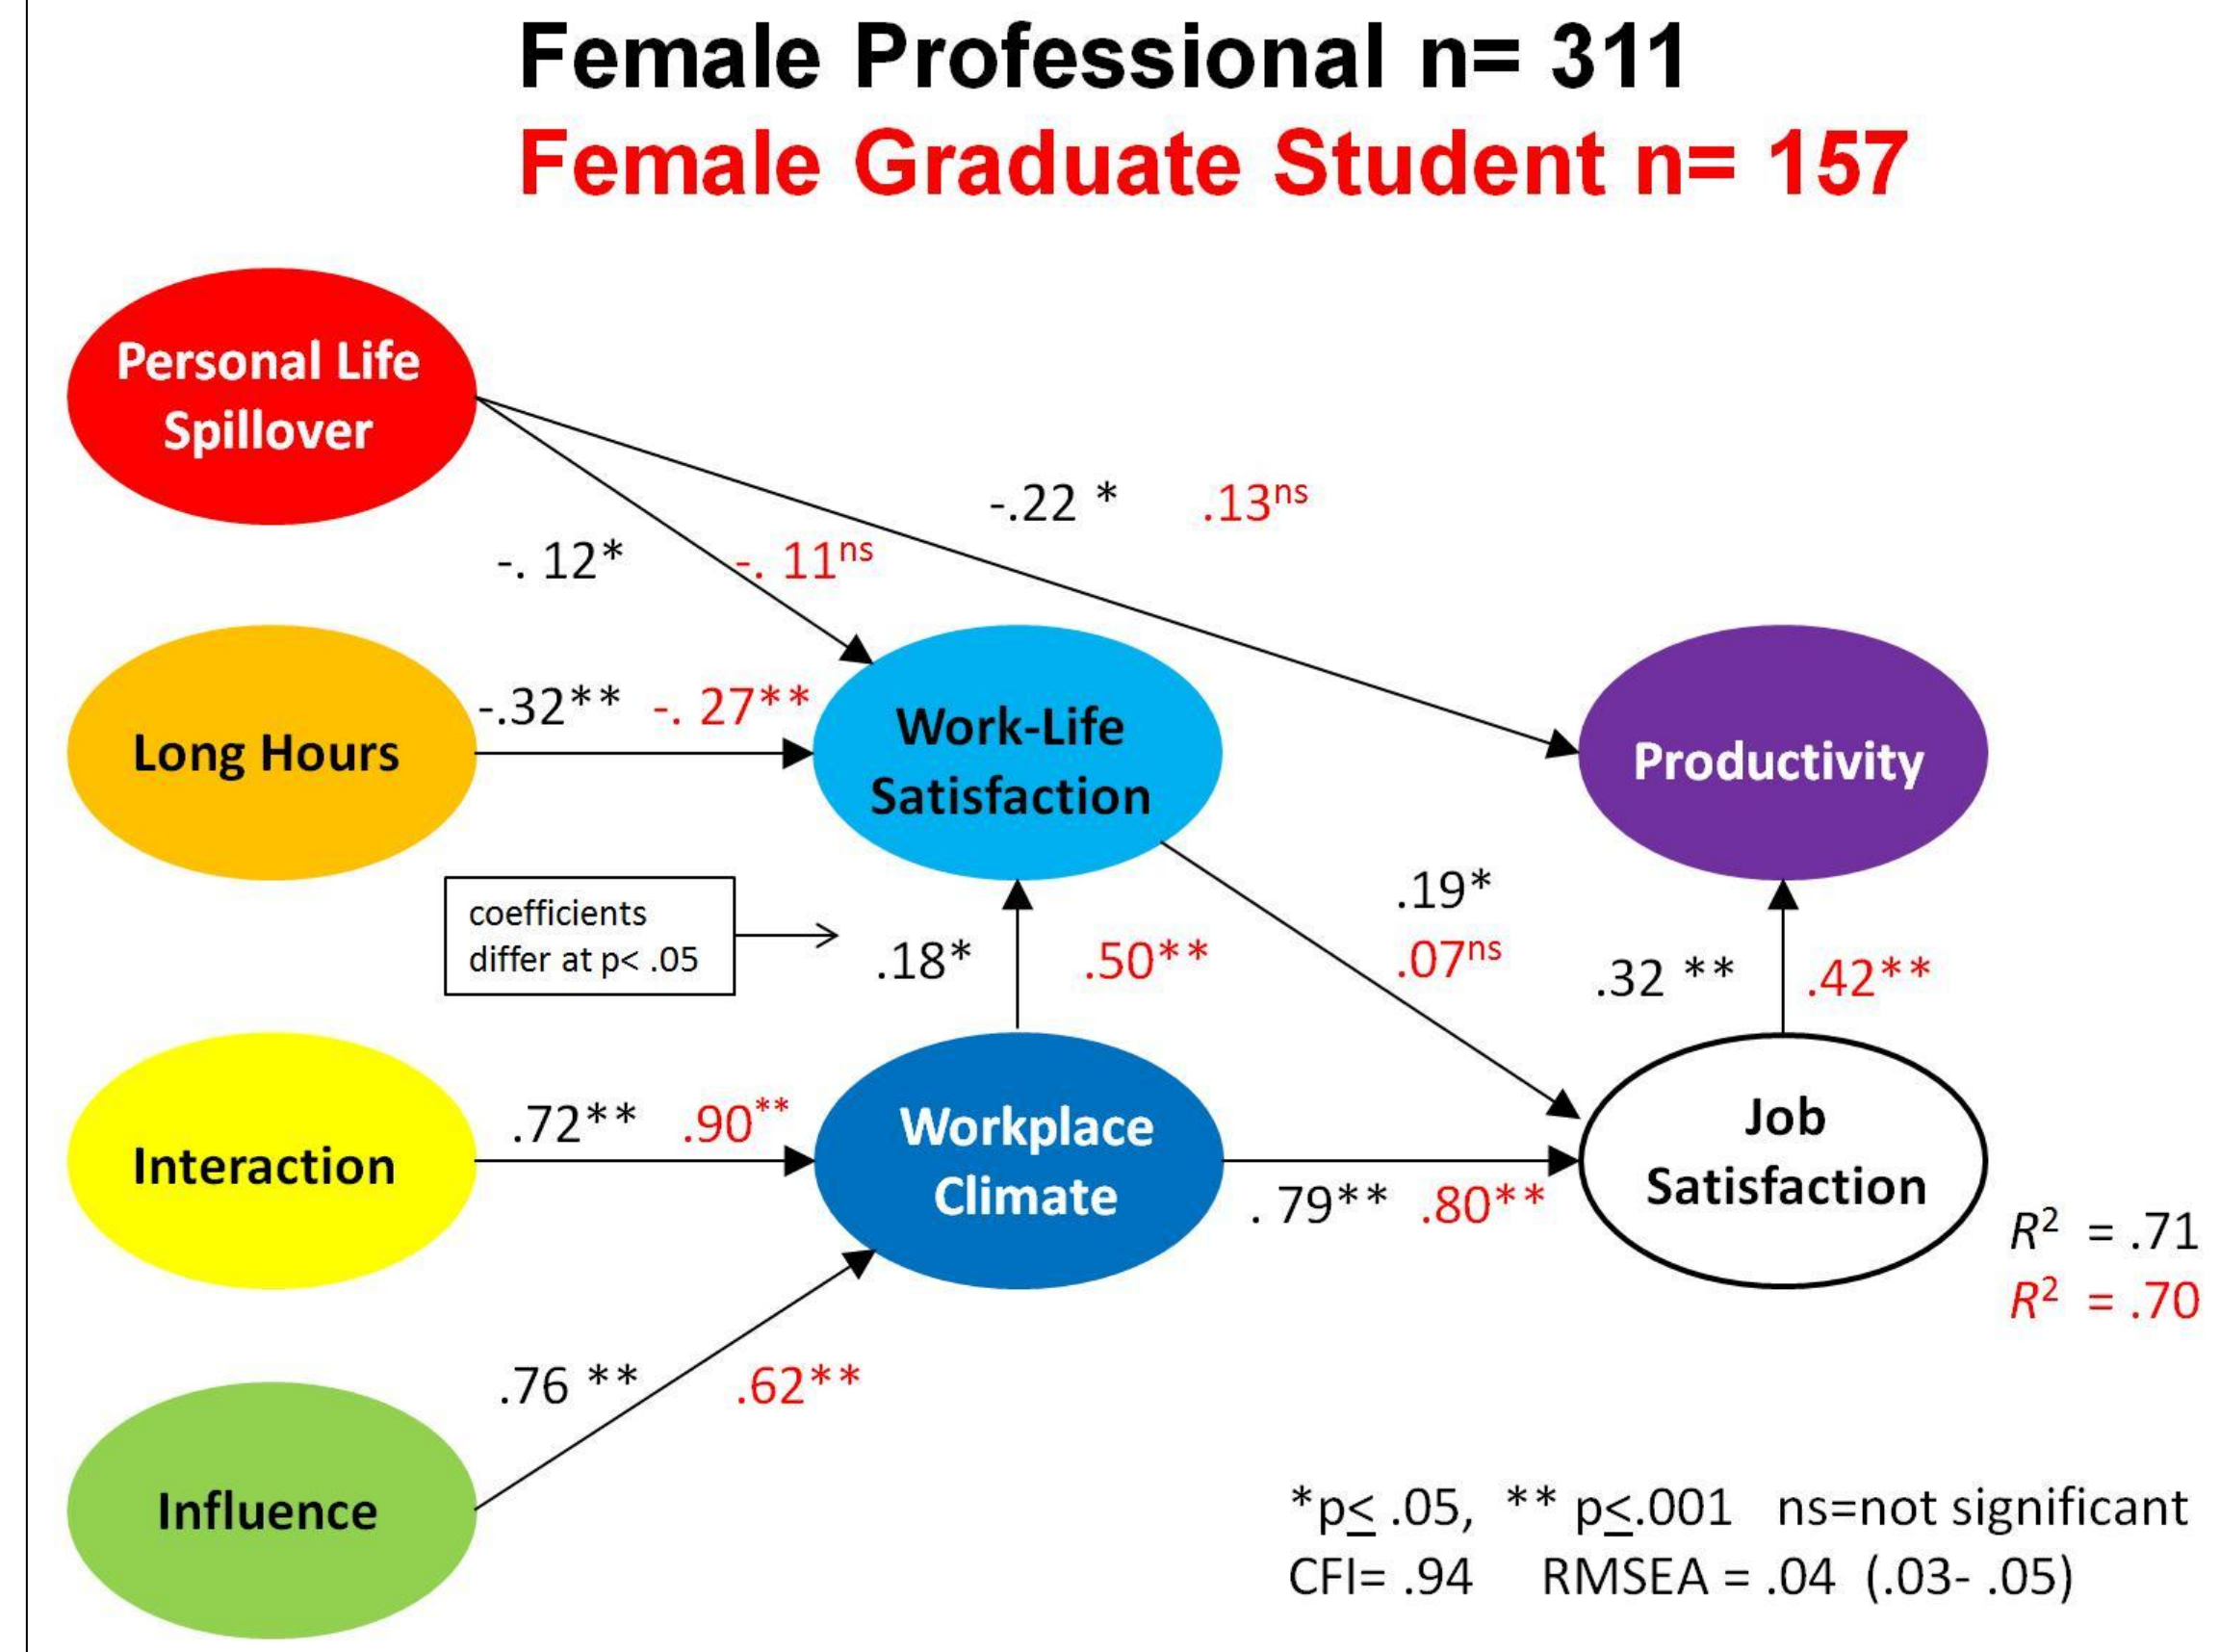 Female Professional n= 311
Female Graduate Student n= 157
Personal Life
Spillover
-.22 * .13ns
-. 12* -. 11ns
Long Hours
-.32** -. 27**
Work-Life
Satisfaction
Productivity
coefficients
differ at p< .05
.18* .50**
.19*
.07ns
.32 ** .42**
Interaction
.72** .90**
Workplace
Climate
. 79** .80**
Job
Satisfaction
R² = .71
R² = .70
.76 ** .62**
Influence
*p≤ .05, ** p≤.001 ns=not significant
CFI= .94 RMSEA = .04 (.03- .05)